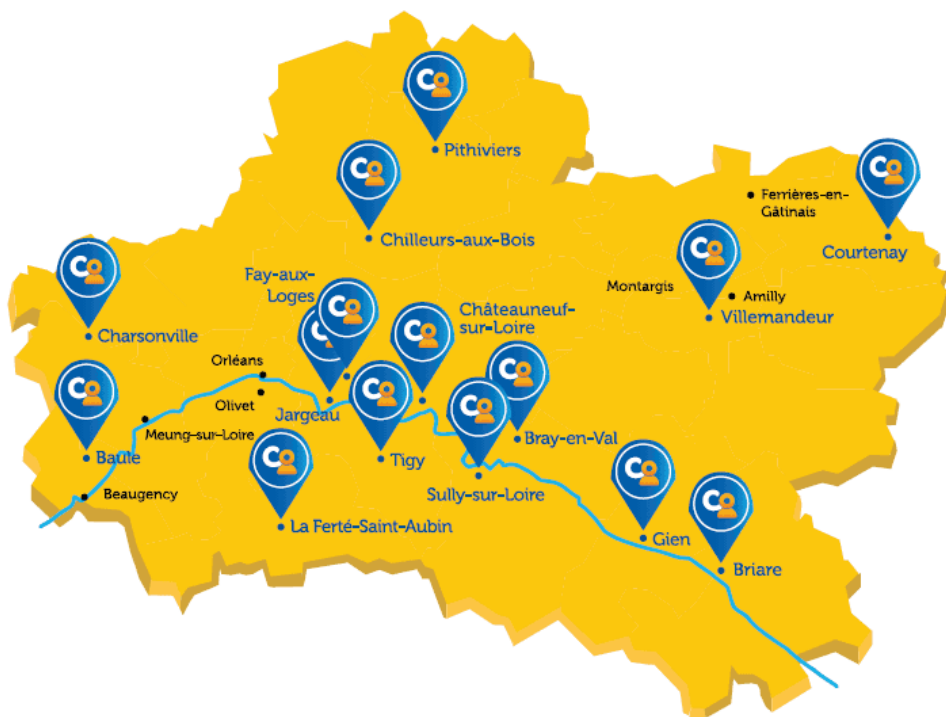 Pithiviers
Ferrières-en-
Gâtinais
Chilleurs-aux-Bois
Courtenay
Fay-aux-
Loges
Montargis
Amilly
Châteauneuf-
sur-Loire
Villemandeur
Charsonville
Orléans
Olivet
Jargeau
Meung-sur-Loire
Bray-en-Val
Baule
Tigy
Sully-sur-Loire
Beaugency
La Ferté-Saint-Aubin
Gien
Briare